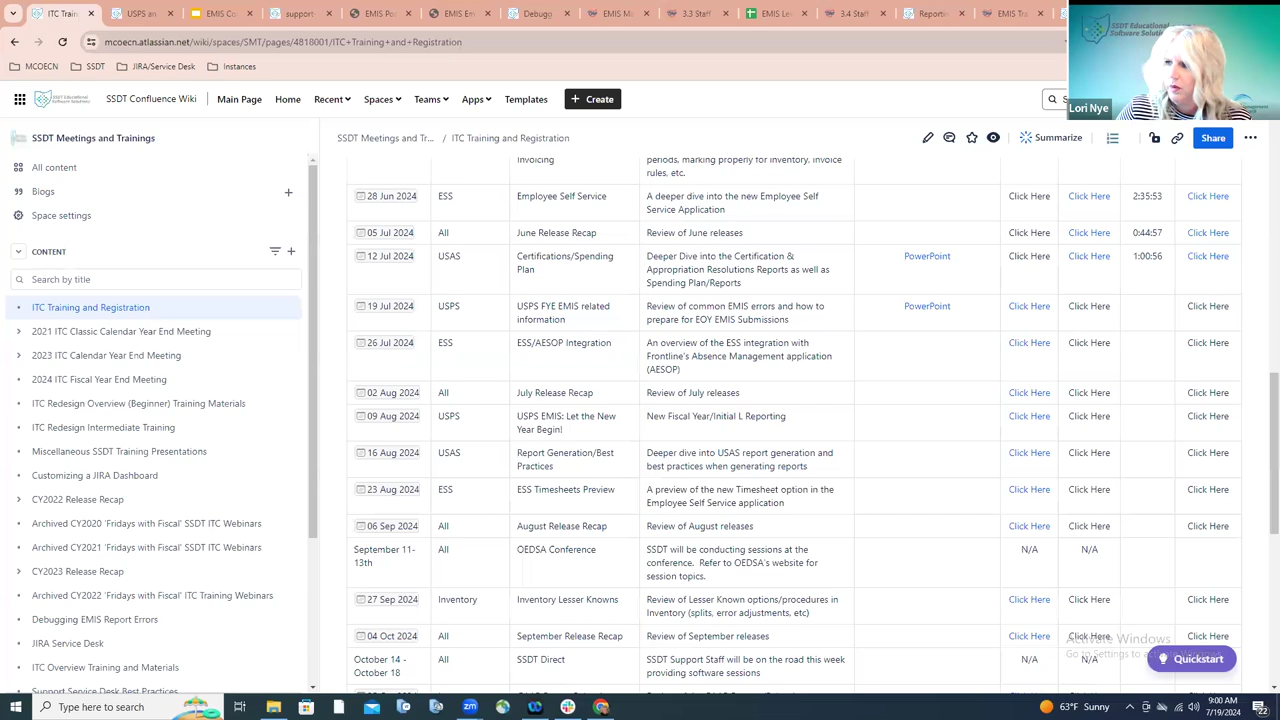 ITC Train
USPS an
EMIS Co
support
EMIS Po
EMIS Em
Debugg
EMIS M
3.3 Staff
EMIS Lev
3.4 Staff
Reportin
EMIS Tra
mcoecn.atlassian.net/wiki/spaces/SMT/pages/4818001/ITC+Training+and+Registration
MCOECN SSDT JIRA/Service Desk Instances
SSDT Educational
Software Solutions
Lori Nye
SSDT Confluence Wiki Main Page Home Recent Spaces Teams Apps Templates + Create
SSDT Meetings and Trainings
SSDT Meetings and Tr... / ITC Training and Registration
Summarize Share
All content
Blogs
Space settings
CONTENT
Search by title
ITC Training and Registration
2021 ITC Classic Calendar Year End Meeting
2023 ITC Calendar Year End Meeting
2024 ITC Fiscal Year End Meeting
ITC Redesign Overview (Beginner) Training Materials
ITC Redesign Intermediate Training
Miscellaneous SSDT Training Presentations
Customizing a JIRA Dashboard
CY2022 Release Recap
Archived CY2020 'Fridays with Fiscal' SSDT ITC Webinars
Archived CY2021 'Fridays with Fiscal' SSDT ITC Webinars
CY2023 Release Recap
Archived CY2022 'Fridays with Fiscal' ITC Training Webinars
Debugging EMIS Report Errors
JIRA Service Desk
ITC Overview Training and Materials
Support Service Desk Best Practices
Invoicing periods, marking properly for inventory, invoice
rules, etc.
28 Jun 2024 ESS Employee Self Service A deeper dive into the new Employee Self Click Here Click Here 2:35:53 Click Here
Service Application
05 Jul 2024 All June Release Recap Review of June releases Click Here Click Here 0:44:57 Click Here
12 Jul 2024 USAS Certifications/Spending Deeper Dive into the Certification & PowerPoint Click Here Click Here 1:00:56 Click Here
Plan Appropriation Resolutions Reports as well as
Spending Plan/Reports
19 Jul 2024 USPS USPS FYE EMIS related Review of common EMIS errors and how to PowerPoint Click Here Click Here Click Here
information prepare for EOY EMIS Submissions
26 Jul 2024 ESS ESS/AESOP Integration An overview of the ESS integration with Click Here Click Here Click Here
Frontline's Absence Management application
(AESOP)
02 Aug 2024 All July Release Recap Review of July releases Click Here Click Here Click Here
09 Aug 2024 USPS USPS EMIS: Let the New New Fiscal Year/Initial L Reporting Click Here Click Here Click Here
Year Begin!
16 Aug 2024 USAS Report Generation/Best Deeper dive into USAS report generation and Click Here Click Here Click Here
Practices best practices when generating reports
23 Aug 2024 ESS ESS Timesheets Preview A preview of the new Timesheet option in the Click Here Click Here Click Here
Employee Self Service application
06 Sep 2024 All August Release Recap Review of August releases Click Here Click Here Click Here
September 11- All OEDSA Conference SSDT will be conducting sessions at the N/A N/A
13th conference. Refer to OEDSA's website for
session topics.
27 Sep 2024 Inventory Inventory Lesser Knowns Review of Lesser Known options/procedures in Click Here Click Here Click Here
Inventory (splits, error adjustments, etc)
04 Oct 2024 All September Release Recap Review of September releases Click Here Click Here Click Here
October 14 - All SSDT Direct SSDT Support Staff will be on the road this week N/A N/A
October 18 providing software sessions
Activate Windows
Go to Settings to activate Windows.
Quickstart
Type here to search
63°F Sunny
9:00 AM
7/19/2024
22